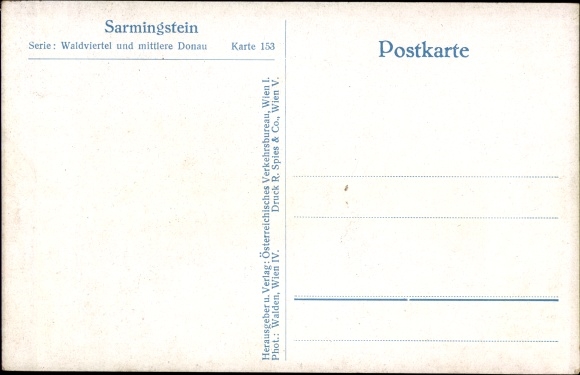 Sarmingstein
Serie: Waldviertel und mittlere Donau Karte 153
Postkarte
Herausgeber u. Verlag: Österreichisches Verkehrsbureau, Wien I.
Phot.: Walden, Wien IV. Druck R. Spies & Co., Wien V.